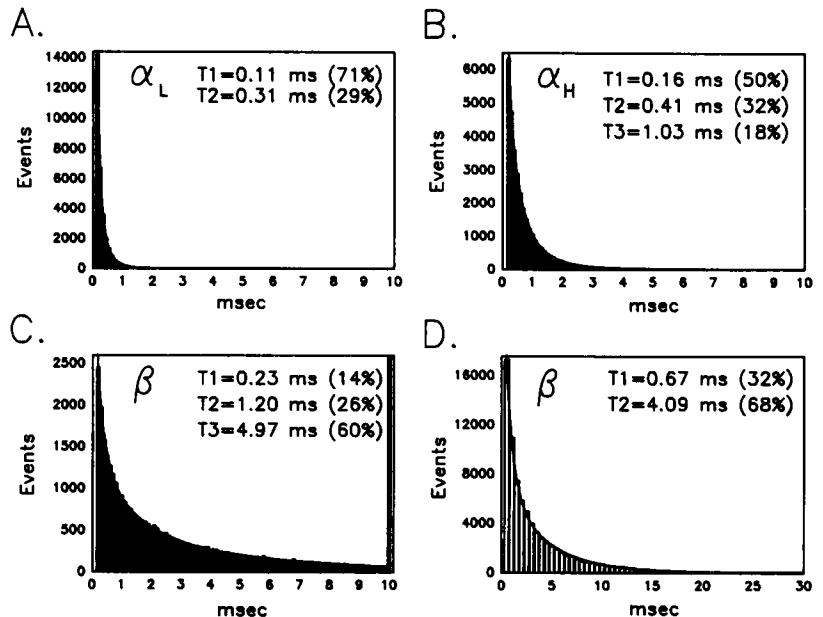 A.
α L
T1=0.11 ms (71%)
T2=0.31 ms (29%)
14000
12000
10000
8000
6000
4000
2000
0
Events
0 1 2 3 4 5 6 7 8 9 10
msec
B.
α H
T1=0.16 ms (50%)
T2=0.41 ms (32%)
T3=1.03 ms (18%)
6000
5000
4000
3000
2000
1000
0
Events
0 1 2 3 4 5 6 7 8 9 10
msec
C.
β
T1=0.23 ms (14%)
T2=1.20 ms (26%)
T3=4.97 ms (60%)
2500
2000
1500
1000
500
0
Events
0 1 2 3 4 5 6 7 8 9 10
msec
D.
β
T1=0.67 ms (32%)
T2=4.09 ms (68%)
16000
12000
8000
4000
0
Events
0 5 10 15 20 25 30
msec